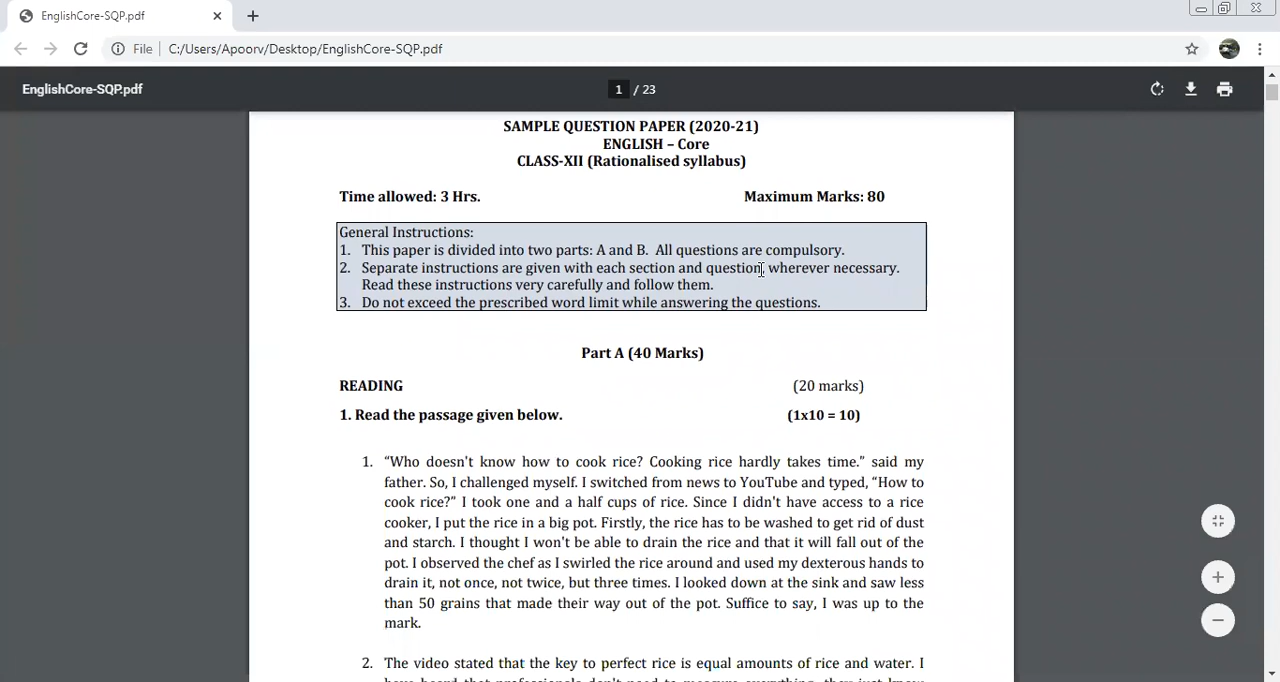 EnglishCore-SQP.pdf
File C:/Users/Apoorv/Desktop/EnglishCore-SQP.pdf
EnglishCore-SQP.pdf 1 / 23
SAMPLE QUESTION PAPER (2020-21)
ENGLISH – Core
CLASS-XII (Rationalised syllabus)
Time allowed: 3 Hrs. Maximum Marks: 80
General Instructions:
1. This paper is divided into two parts: A and B. All questions are compulsory.
2. Separate instructions are given with each section and question, wherever necessary.
Read these instructions very carefully and follow them.
3. Do not exceed the prescribed word limit while answering the questions.
Part A (40 Marks)
READING (20 marks)
1. Read the passage given below. (1x10 = 10)
1. “Who doesn't know how to cook rice? Cooking rice hardly takes time.” said my
father. So, I challenged myself. I switched from news to YouTube and typed, “How to
cook rice?” I took one and a half cups of rice. Since I didn't have access to a rice
cooker, I put the rice in a big pot. Firstly, the rice has to be washed to get rid of dust
and starch. I thought I won't be able to drain the rice and that it will fall out of the
pot. I observed the chef as I swirled the rice around and used my dexterous hands to
drain it, not once, not twice, but three times. I looked down at the sink and saw less
than 50 grains that made their way out of the pot. Suffice to say, I was up to the
mark.
2. The video stated that the key to perfect rice is equal amounts of rice and water. I
have heard that professionals don't need to measure everything, they just know